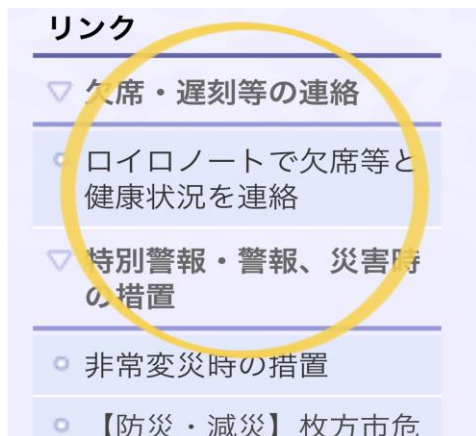 リンク
欠席・遅刻等の連絡
ロイロノートで欠席等と
健康状況を連絡
特別警報・警報、災害時
の措置
非常変災時の措置
【防災・減災】枚方市危